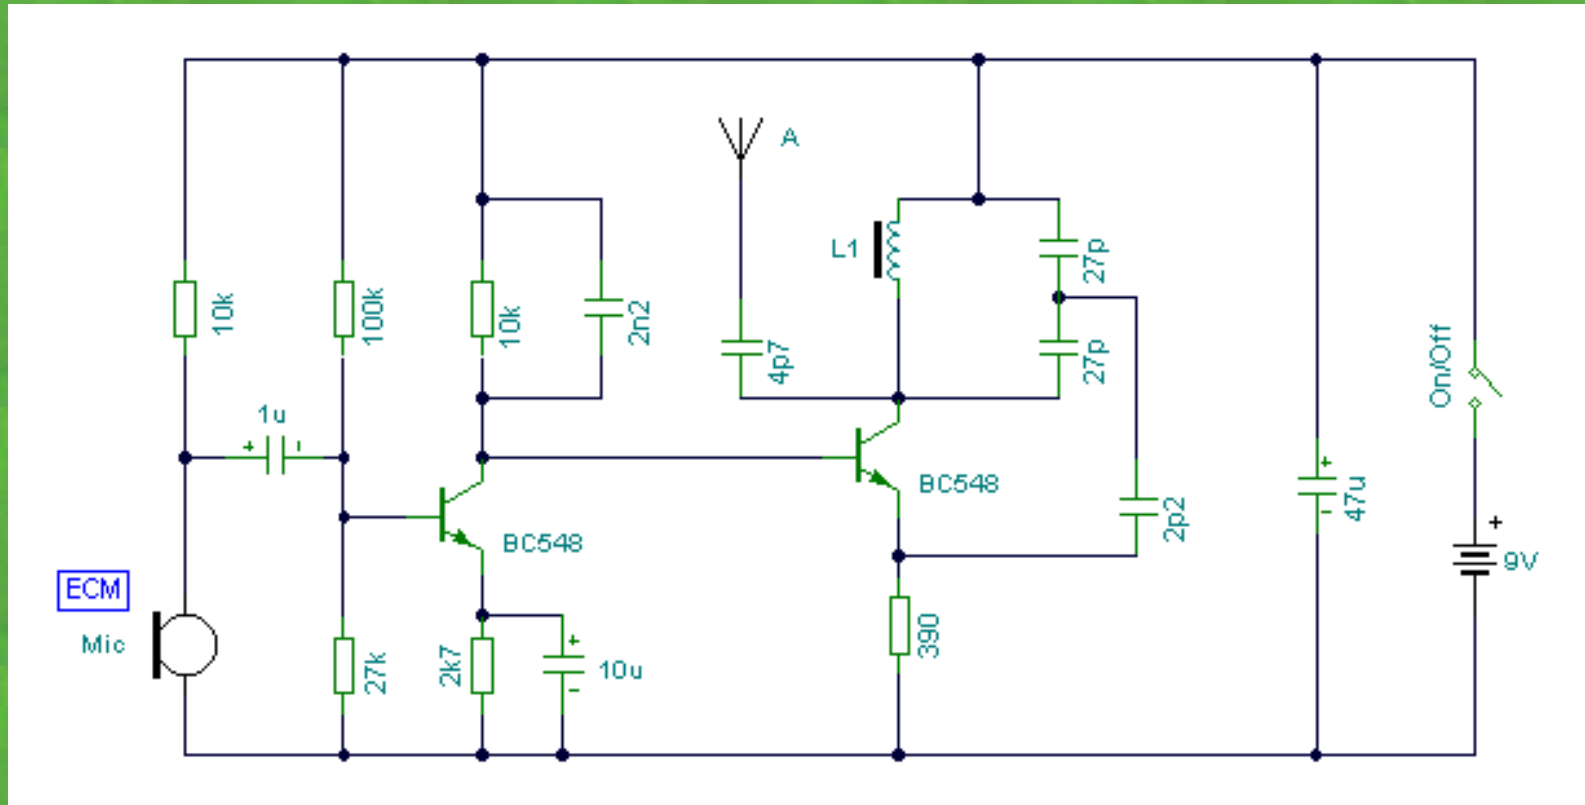 A
L1
27p
10k
100k
10k
2n2
4p7
27p
On/Off
1u
+
-
BC548
+
47u
-
2p2
+
9V
BC548
ECM
Mic
27k
2k7
+
10u
-
390